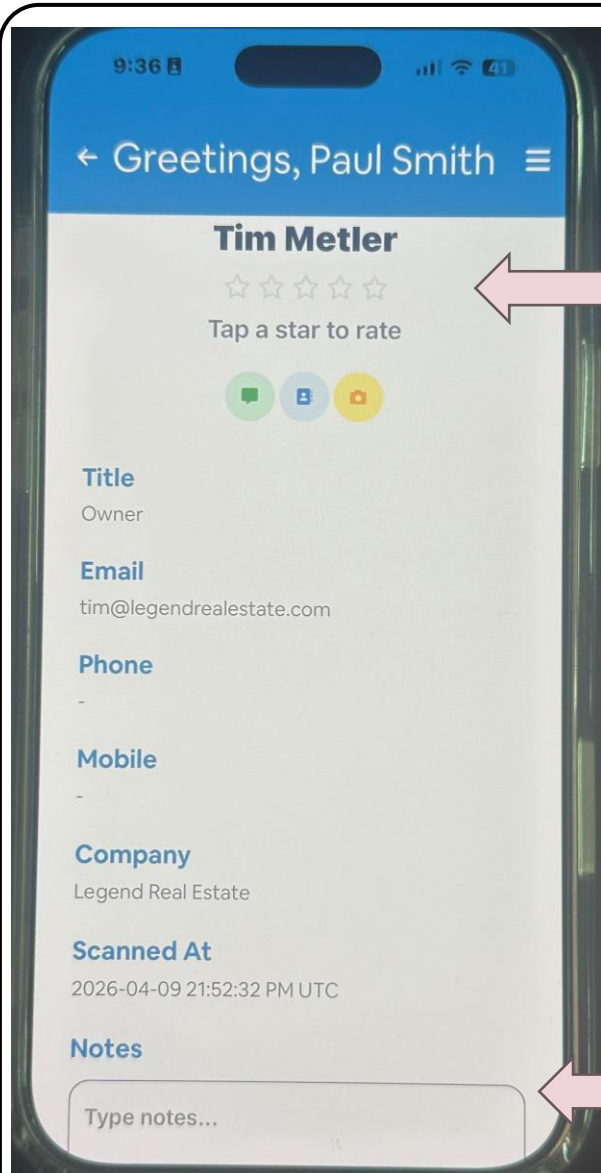 9:36
41
Greetings, Paul Smith
Tim Metler
Tap a star to rate
Title
Owner
Email
tim@legendrealestate.com
Phone
-
Mobile
-
Company
Legend Real Estate
Scanned At
2026-04-09 21:52:32 PM UTC
Notes
Type notes...